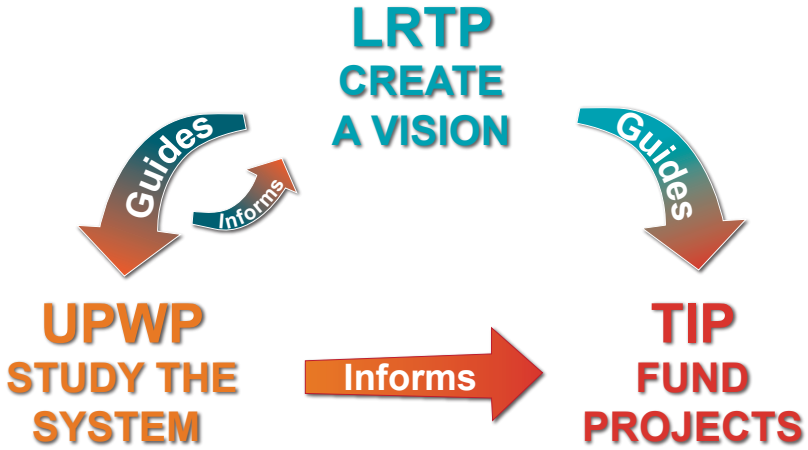 LRTP
CREATE
A VISION
Guides
Guides
Informs
UPWP
STUDY THE
SYSTEM
Informs
TIP
FUND
PROJECTS